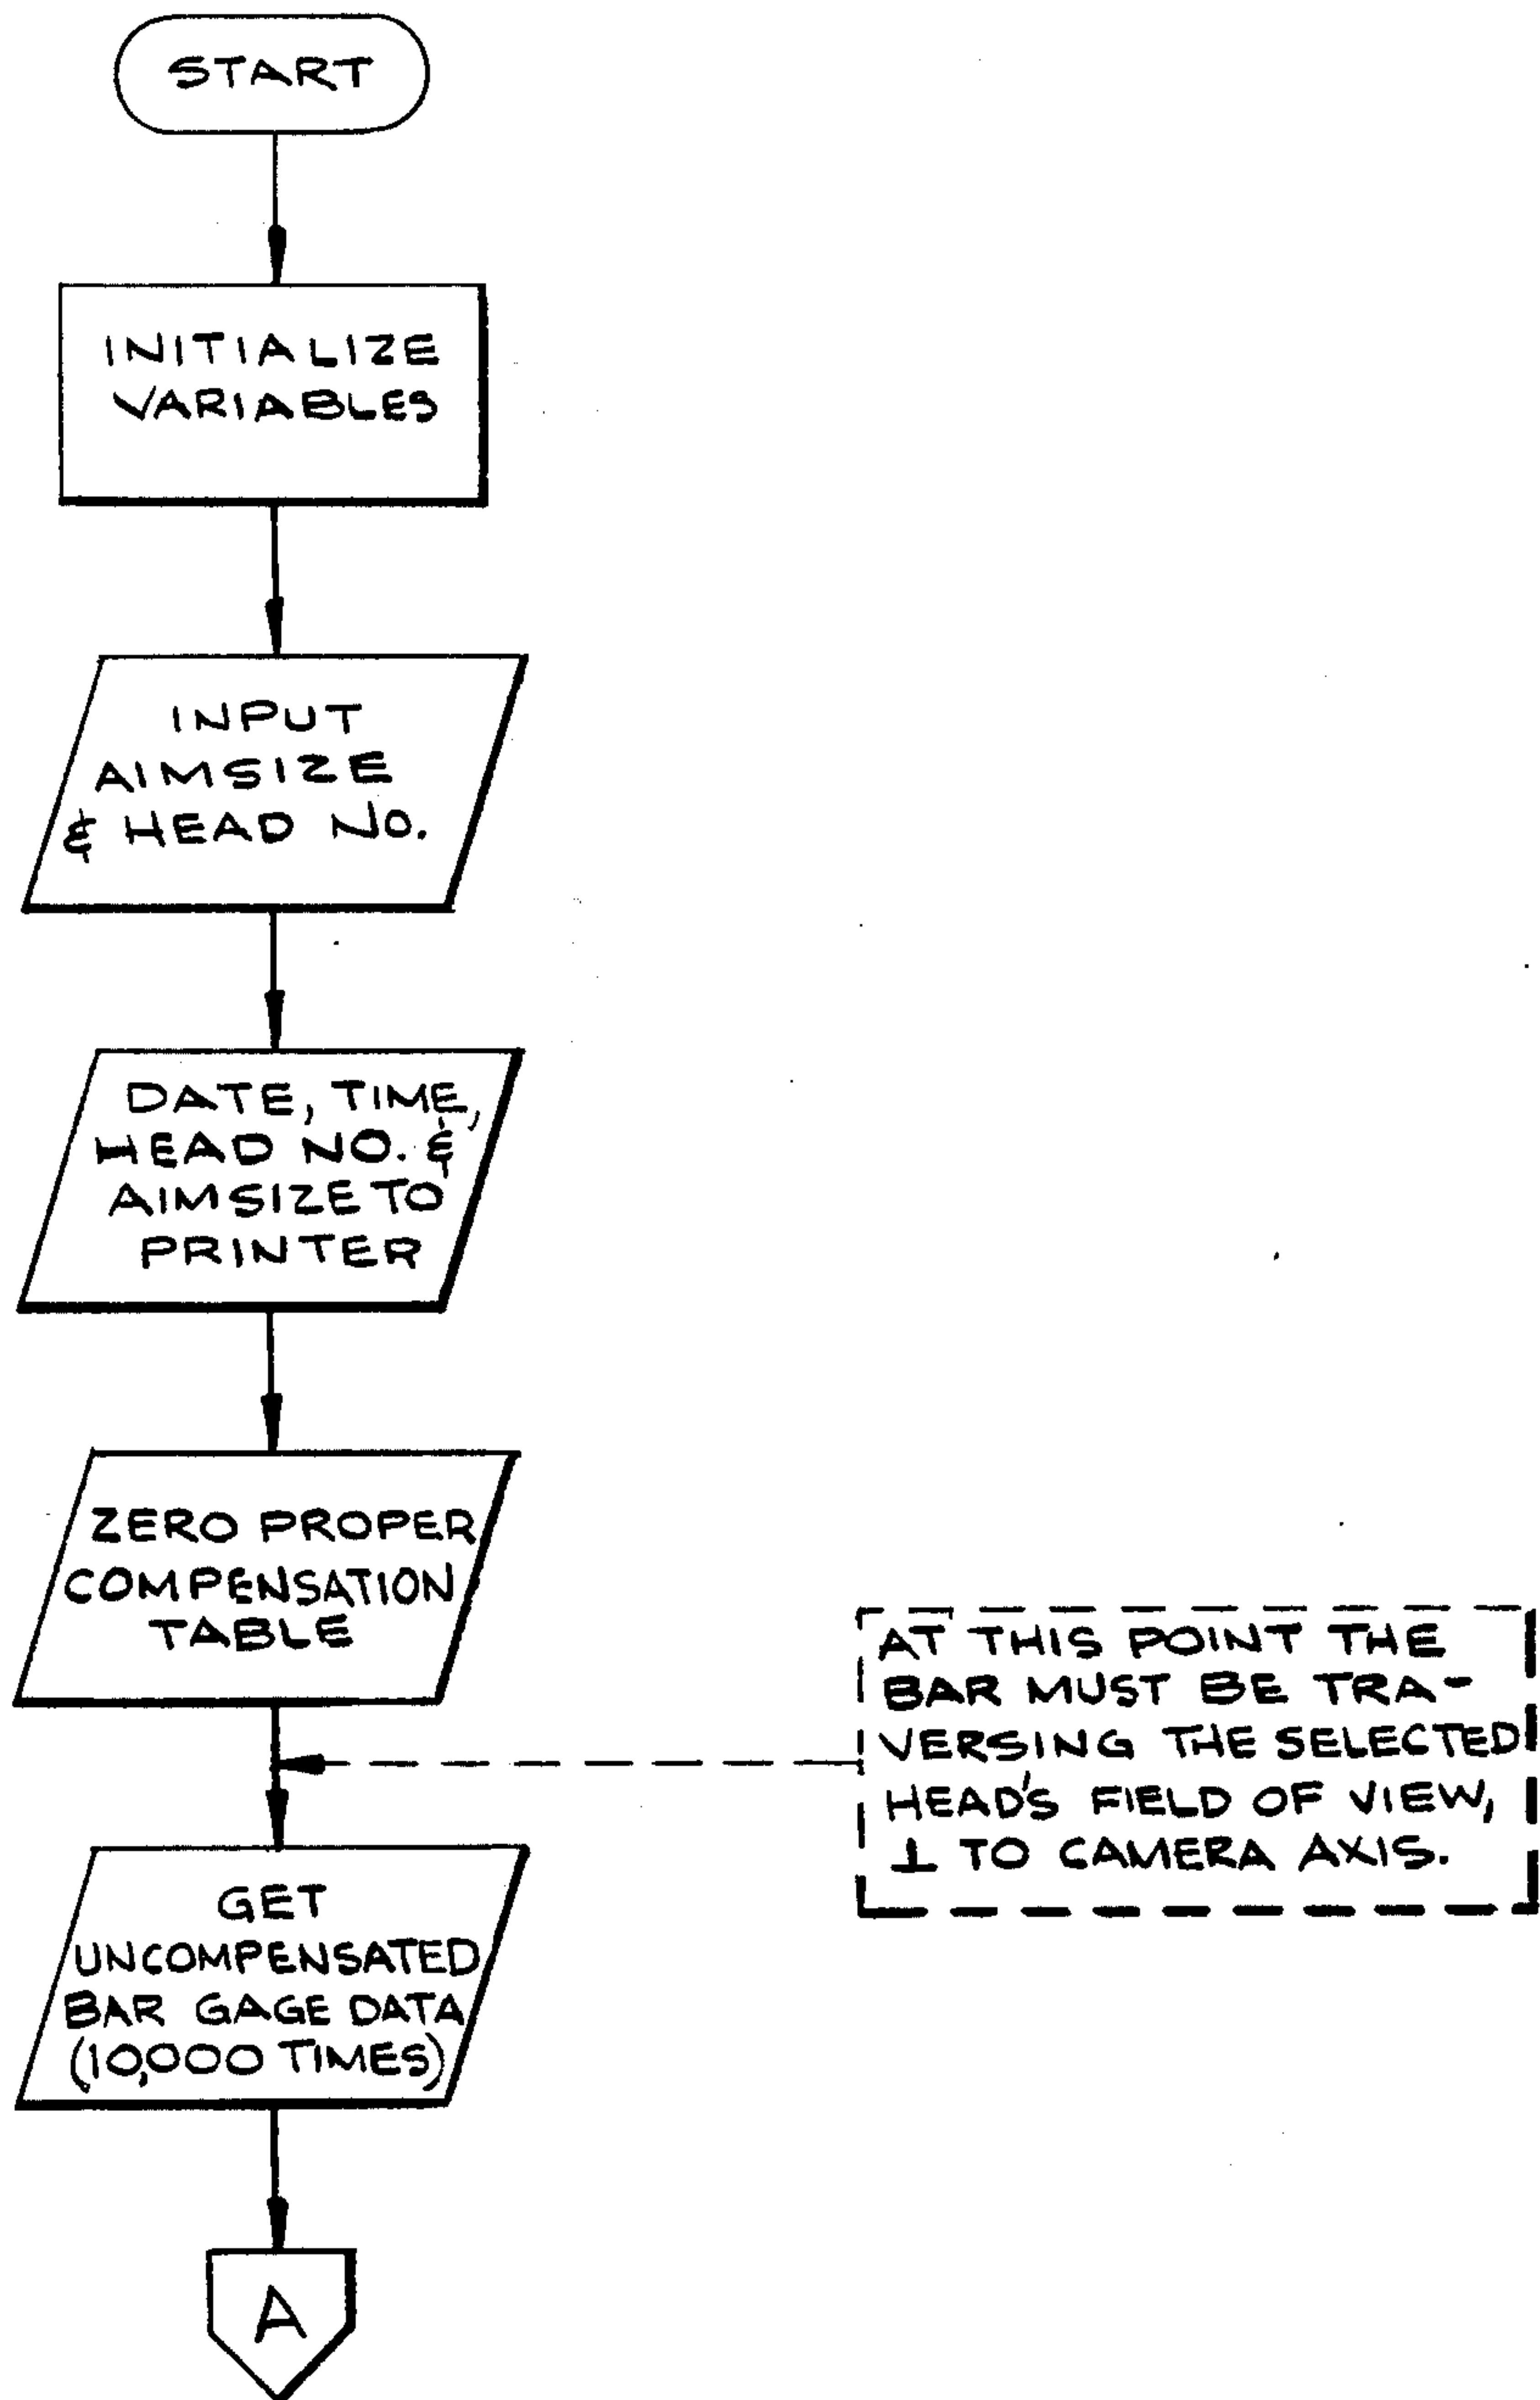 START
INITIALIZE
VARIABLES
INPUT
AIMSIZE
& HEAD NO.
DATE, TIME,
HEAD NO. &
AIMSIZE TO
PRINTER
ZERO PROPER
COMPENSATION
TABLE
AT THIS POINT THE
BAR MUST BE TRA-
VERSING THE SELECTED
HEAD'S FIELD OF VIEW,
⊥ TO CAMERA AXIS.
GET
UNCOMPENSATED
BAR GAGE DATA
(10,000 TIMES)
A